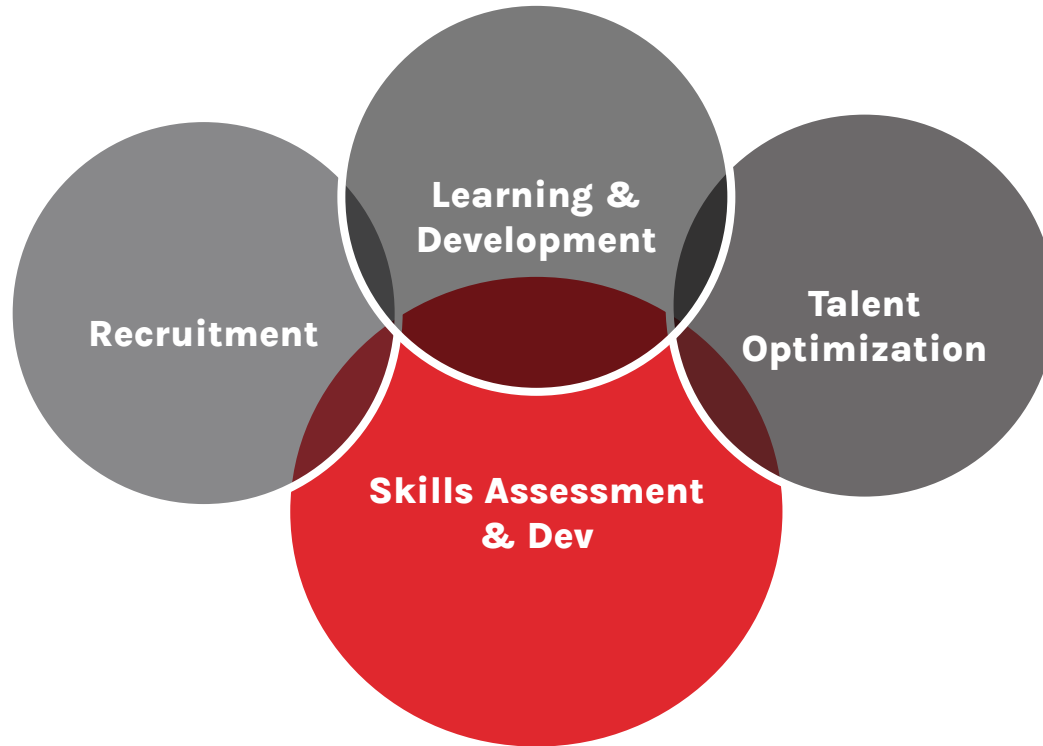 Learning &
Development
Recruitment
Talent
Optimization
Skills Assessment
& Dev